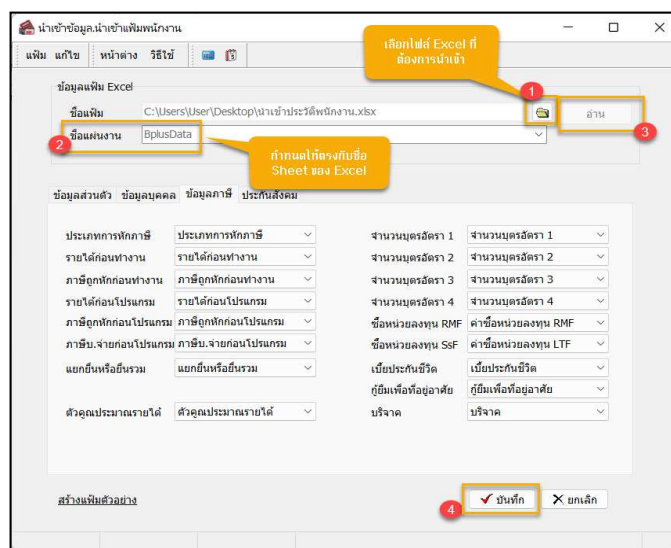 นำเข้าข้อมูล.นำเข้าแฟ้มพนักงาน
แฟ้ม แก้ไข หน้าต่าง วิธีใช้
เลือกไฟล์ Excel ที่
ต้องการนำเข้า
ข้อมูลแฟ้ม Excel
1
ชื่อแฟ้ม C:\Users\User\Desktop\นำเข้าประวัติพนักงาน.xlsx อ่าน
3
2
ชื่อแผ่นงาน BplusData
กำหนดให้ตรงกับชื่อ
Sheet ของ Excel
ข้อมูลส่วนตัว ข้อมูลบุคคล ข้อมูลภาษี ประกันสังคม
ประเภทการหักภาษี ประเภทการหักภาษี จำนวนบุตรอัตรา 1 จำนวนบุตรอัตรา 1
รายได้ก่อนทำงาน รายได้ก่อนทำงาน จำนวนบุตรอัตรา 2 จำนวนบุตรอัตรา 2
ภาษีถูกหักก่อนทำงาน ภาษีถูกหักก่อนทำงาน จำนวนบุตรอัตรา 3 จำนวนบุตรอัตรา 3
รายได้ก่อนโปรแกรม รายได้ก่อนโปรแกรม จำนวนบุตรอัตรา 4 จำนวนบุตรอัตรา 4
ภาษีถูกหักก่อนโปรแกรม ภาษีถูกหักก่อนโปรแกรม ซื้อหน่วยลงทุน RMF ค่าซื้อหน่วยลงทุน RMF
ภาษีบ.จ่ายก่อนโปรแกรม ภาษีบ.จ่ายก่อนโปรแกรม ซื้อหน่วยลงทุน SsF ค่าซื้อหน่วยลงทุน LTF
แยกยื่นหรือยื่นรวม แยกยื่นหรือยื่นรวม เบี้ยประกันชีวิต เบี้ยประกันชีวิต
กู้ยืมเพื่อที่อยู่อาศัย กู้ยืมเพื่อที่อยู่อาศัย
ตัวคูณประมาณรายได้ ตัวคูณประมาณรายได้ บริจาค บริจาค
สร้างแฟ้มตัวอย่าง บันทึก ยกเลิก
4